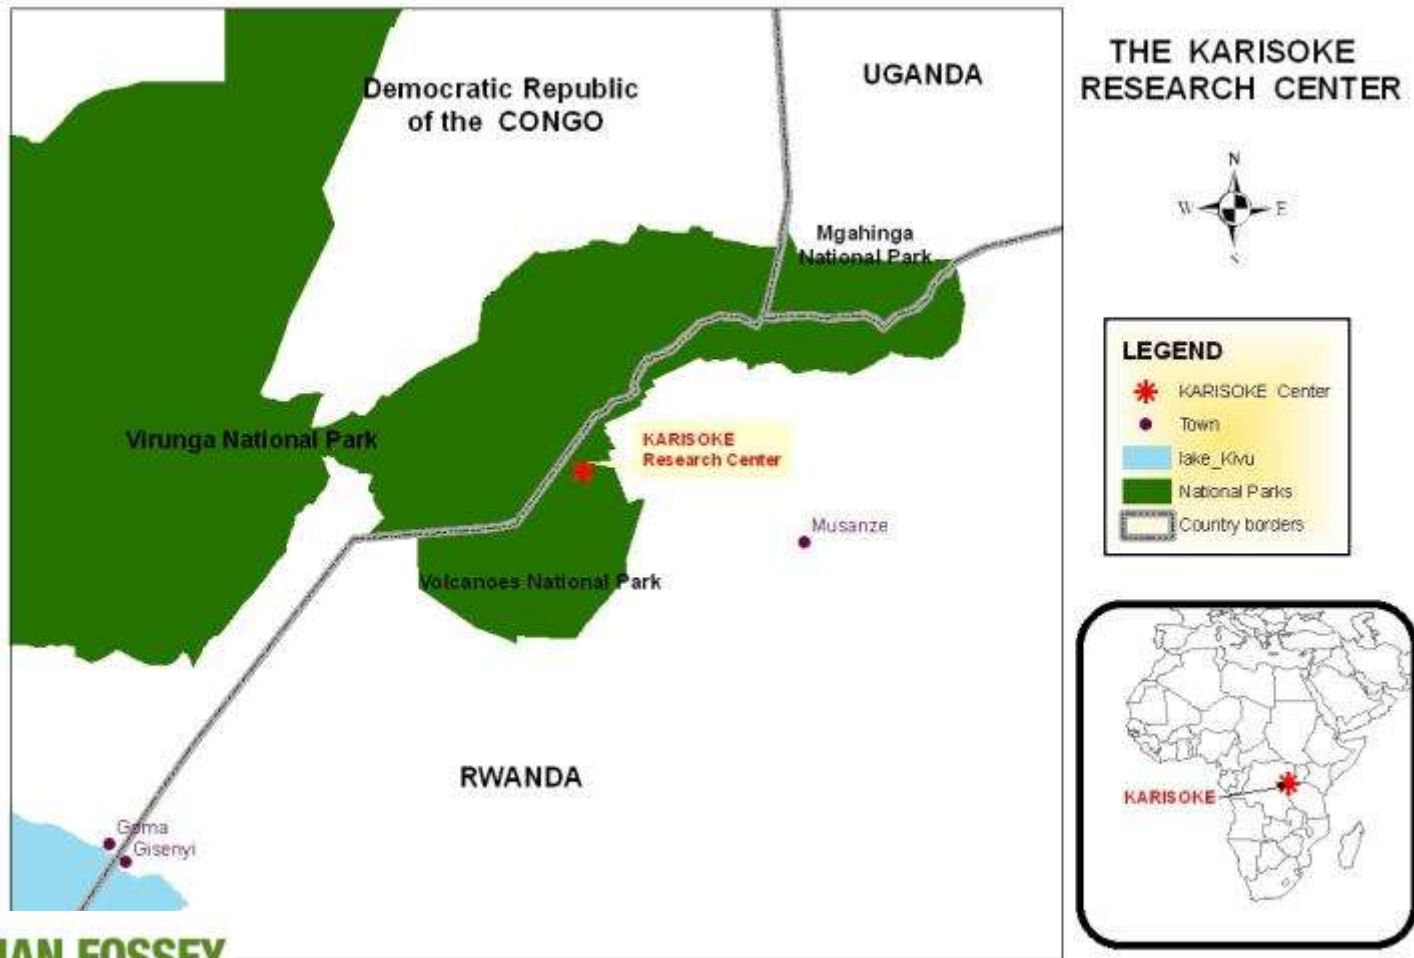 THE KARISOKE
RESEARCH CENTER
Democratic Republic
of the CONGO
UGANDA
N
W
E
S
Mgahinga
National Park
Virunga National Park
KARISOKE
Research Center
Musanze
Volcanoes National Park
RWANDA
Goma
Gisenyi
LEGEND
KARISOKE Center
Town
lake_Kivu
National Parks
Country borders
KARISOKE
FOSSEY